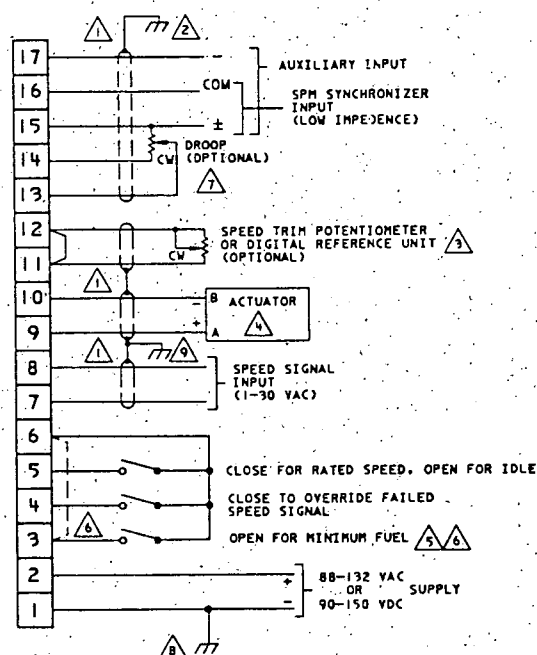 1 2
17 - AUXILIARY INPUT
16 COM SPM SYNCHRONIZER
INPUT
15 ± (LOW IMPEDENCE)
DROOP
14 CW (OPTIONAL)
7
13
12 SPEED TRIM POTENTIOMETER
OR DIGITAL REFERENCE UNIT 3
11 CW (OPTIONAL)
1
10 - B ACTUATOR
4
9 + A
1 9
8 SPEED SIGNAL
INPUT
7 (1-30 VAC)
6
5 CLOSE FOR RATED SPEED, OPEN FOR IDLE
4 CLOSE TO OVERRIDE FAILED
SPEED SIGNAL
6
3 OPEN FOR MINIMUM FUEL 5 6
2 + 88-132 VAC
OR SUPPLY
1 - 90-150 VDC
8